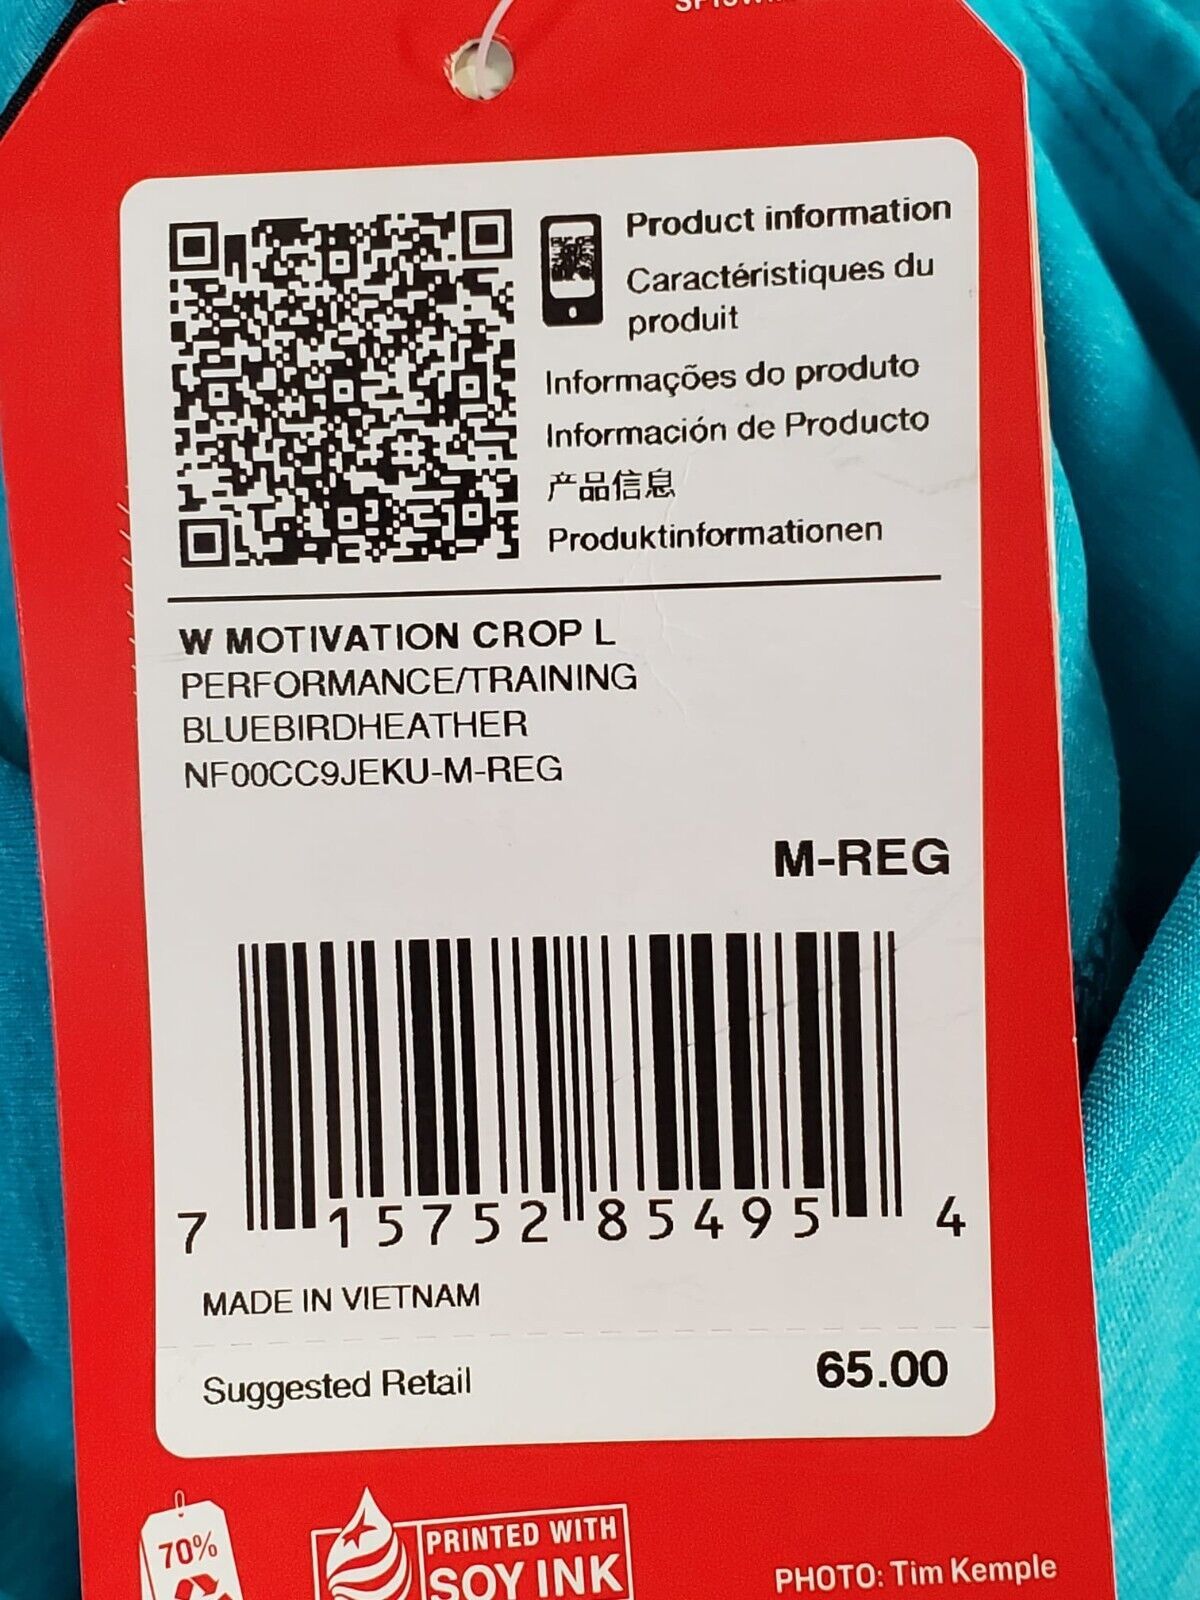 Product information
Caractéristiques du
produit
Informações do produto
Información de Producto
产品信息
Produktinformationen
W MOTIVATION CROP L
PERFORMANCE/TRAINING
BLUEBIRDHEATHER
NF00CC9JEKU-M-REG
M-REG
7 15752 85495 4
MADE IN VIETNAM
Suggested Retail 65.00
70%
PRINTED WITH
SOY INK
PHOTO: Tim Kemple